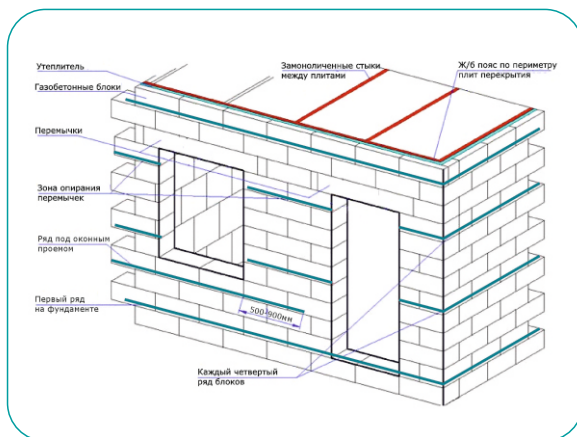 Утеплитель
Газобетонные блоки
Перемычки
Зона опирания
перемычек
Ряд под оконным
проемом
Первый ряд
на фундаменте
Замоноличенные стыки
между плитами
Ж/б пояс по периметру
плит перекрытия
500-900мм
Каждый четвертый
ряд блоков